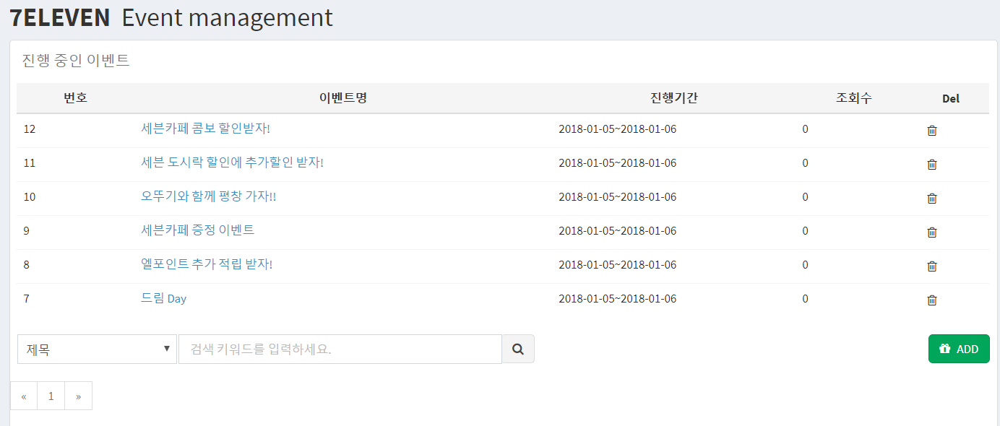 7ELEVEN Event management
진행 중인 이벤트
번호 이벤트명 진행기간 조회수 Del
12 세븐카페 콤보 할인받자! 2018-01-05~2018-01-06 0
11 세븐 도시락 할인에 추가할인 받자! 2018-01-05~2018-01-06 0
10 오뚜기와 함께 평창 가자!! 2018-01-05~2018-01-06 0
9 세븐카페 증정 이벤트 2018-01-05~2018-01-06 0
8 엘포인트 추가 적립 받자! 2018-01-05~2018-01-06 0
7 드림 Day 2018-01-05~2018-01-06 0
제목 검색 키워드를 입력하세요. ADD
« 1 »